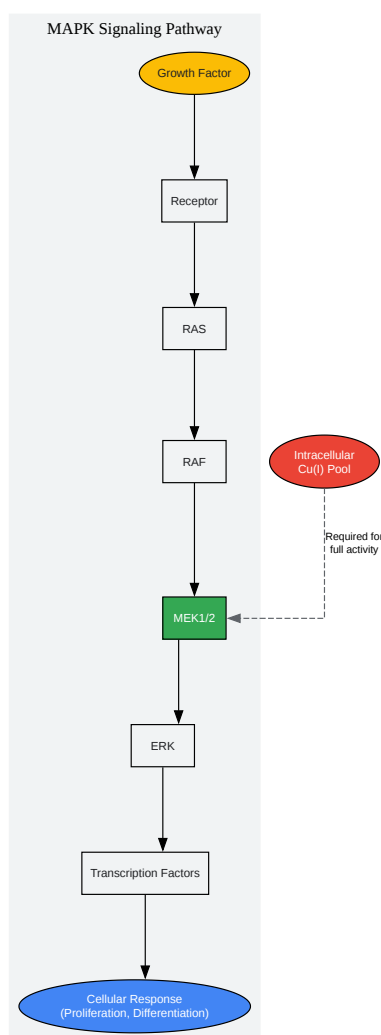 MAPK Signaling Pathway
Growth Factor
Receptor
RAS
RAF
Intracellular
Cu(I) Pool
Required for
full activity
MEK1/2
ERK
Transcription Factors
Cellular Response
(Proliferation, Differentiation)